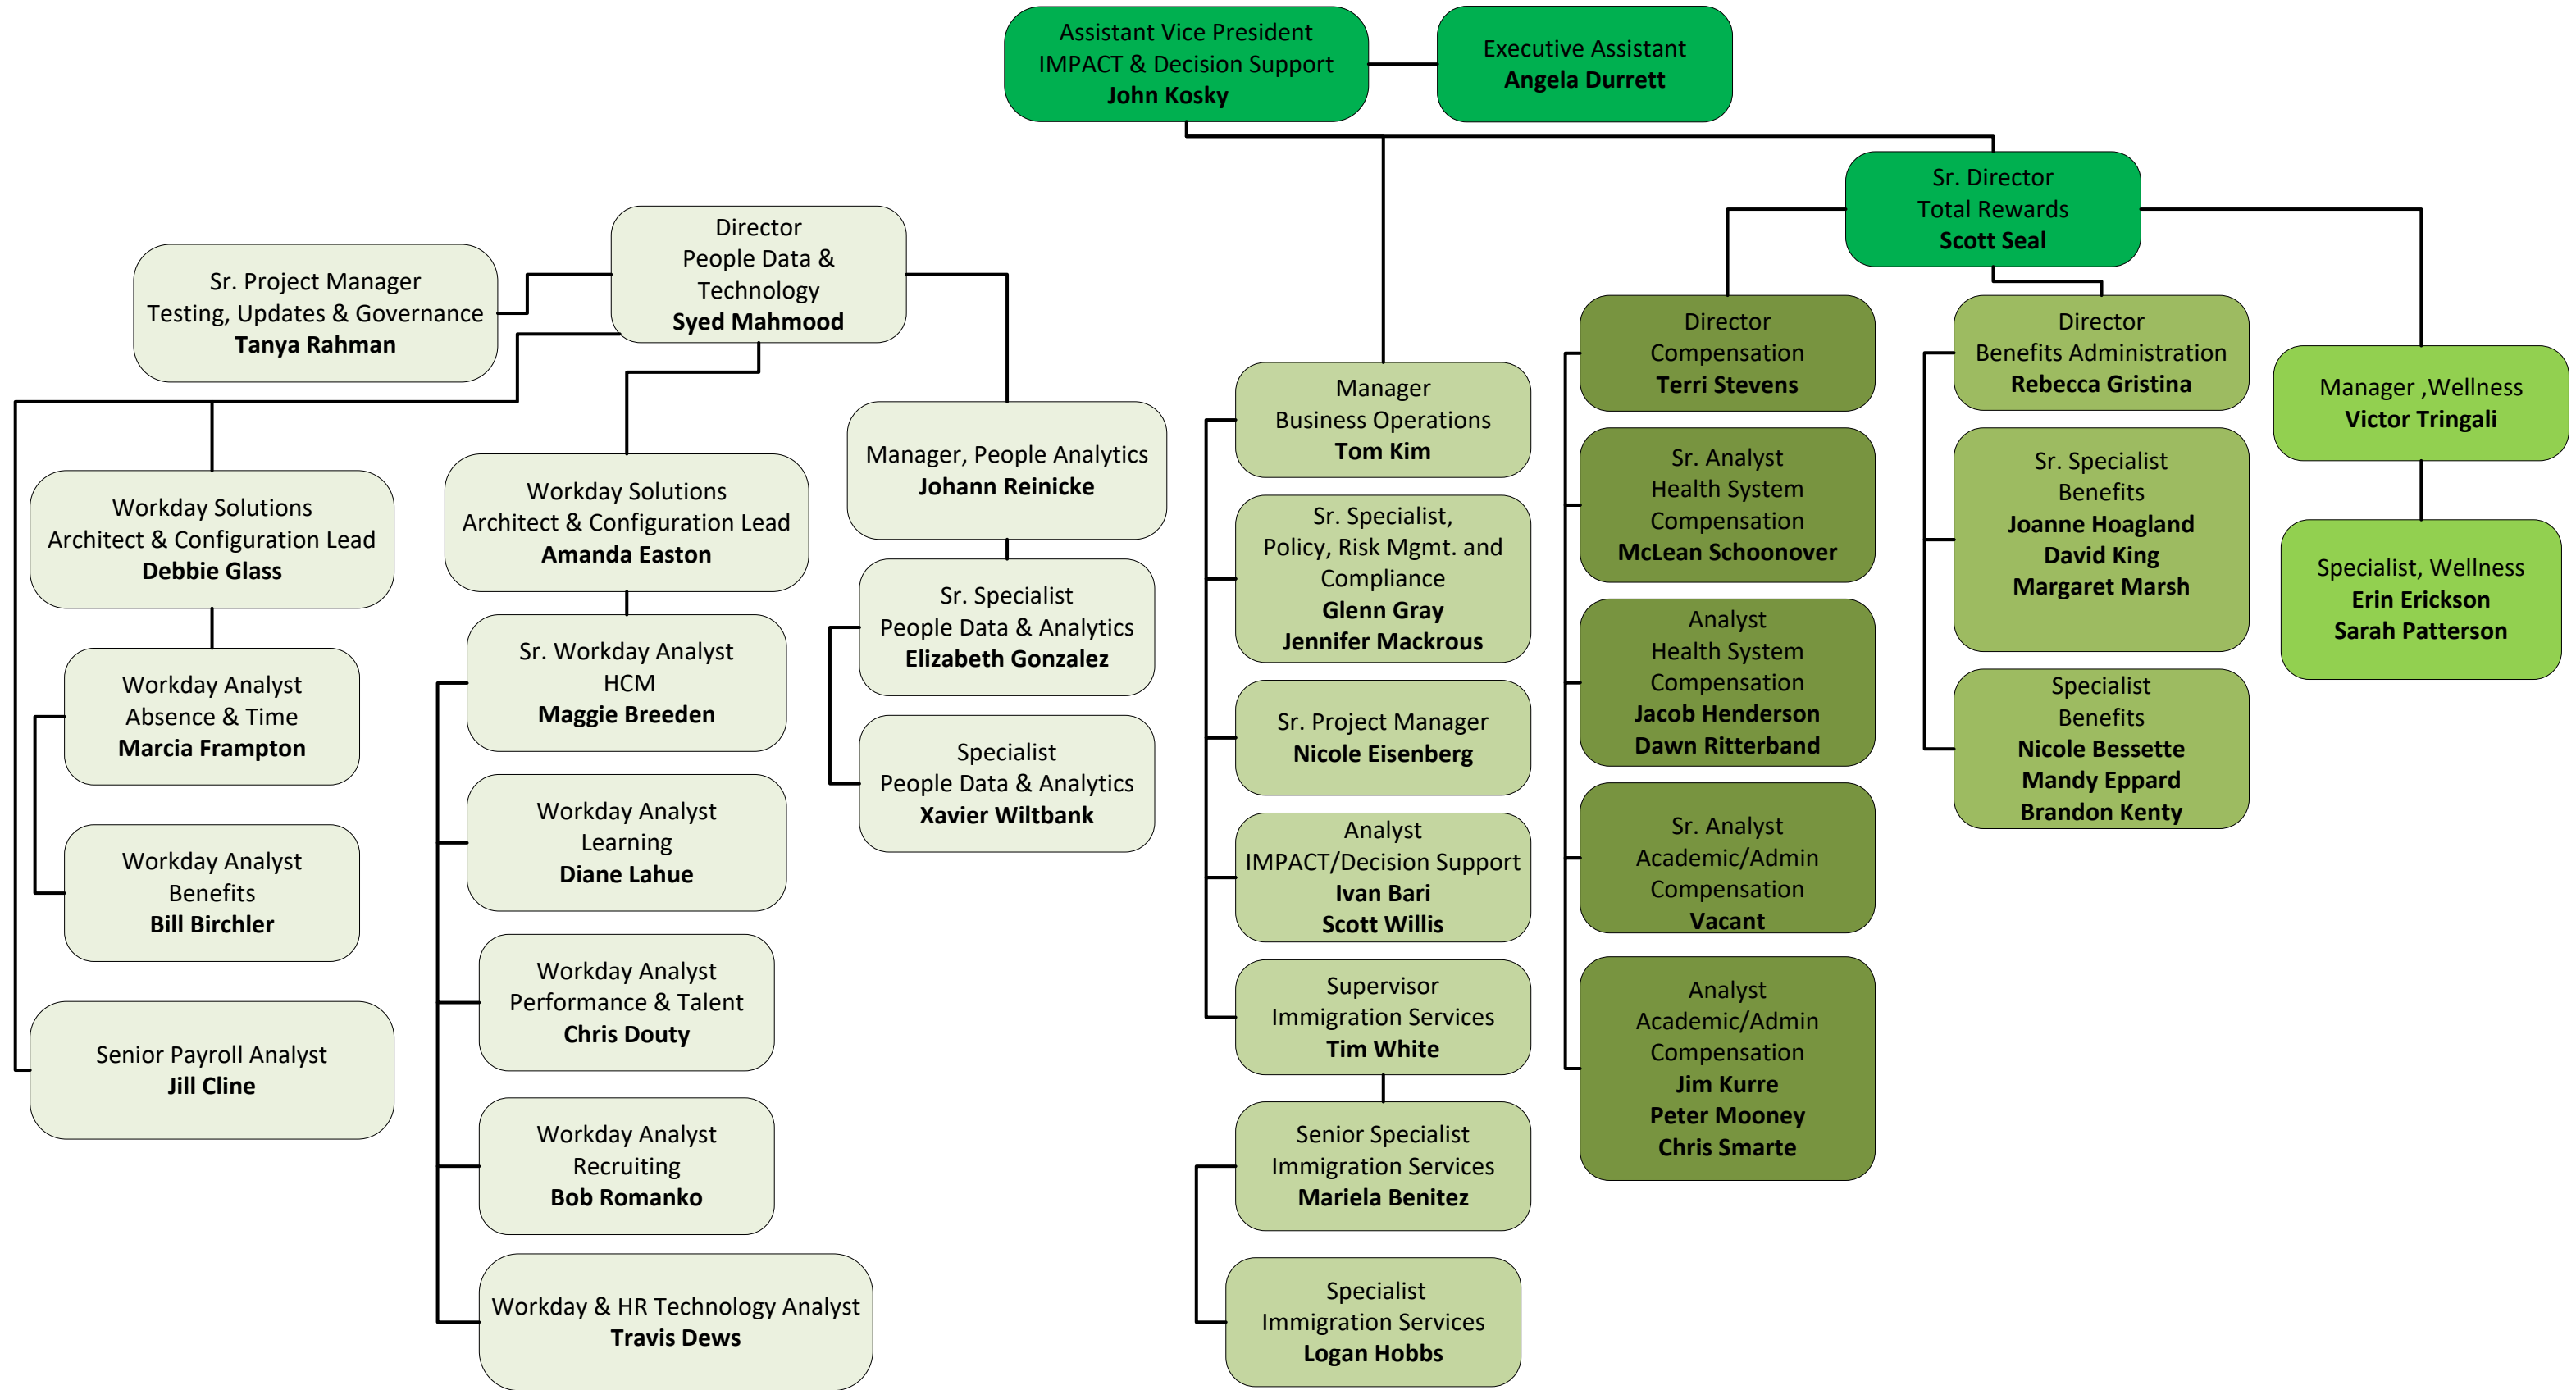 Assistant Vice President
IMPACT & Decision Support
John Kosky
Executive Assistant
Angela Durrett
Sr. Director
Total Rewards
Scott Seal
Director
People Data &
Technology
Syed Mahmood
Sr. Project Manager
Testing, Updates & Governance
Tanya Rahman
Workday Solutions
Architect & Configuration Lead
Debbie Glass
Workday Analyst
Absence & Time
Marcia Frampton
Workday Analyst
Benefits
Bill Birchler
Senior Payroll Analyst
Jill Cline
Workday Solutions
Architect & Configuration Lead
Amanda Easton
Sr. Workday Analyst
HCM
Maggie Breeden
Workday Analyst
Learning
Diane Lahue
Workday Analyst
Performance & Talent
Chris Douty
Workday Analyst
Recruiting
Bob Romanko
Workday & HR Technology Analyst
Travis Dews
Manager, People Analytics
Johann Reinicke
Sr. Specialist
People Data & Analytics
Elizabeth Gonzalez
Specialist
People Data & Analytics
Xavier Wiltbank
Manager
Business Operations
Tom Kim
Sr. Specialist,
Policy, Risk Mgmt. and
Compliance
Glenn Gray
Jennifer Mackrous
Sr. Project Manager
Nicole Eisenberg
Analyst
IMPACT/Decision Support
Ivan Bari
Scott Willis
Supervisor
Immigration Services
Tim White
Senior Specialist
Immigration Services
Mariela Benitez
Specialist
Immigration Services
Logan Hobbs
Director
Compensation
Terri Stevens
Sr. Analyst
Health System
Compensation
McLean Schoonover
Analyst
Health System
Compensation
Jacob Henderson
Dawn Ritterband
Sr. Analyst
Academic/Admin
Compensation
Vacant
Analyst
Academic/Admin
Compensation
Jim Kurre
Peter Mooney
Chris Smarte
Director
Benefits Administration
Rebecca Gristina
Sr. Specialist
Benefits
Joanne Hoagland
David King
Margaret Marsh
Specialist
Benefits
Nicole Bessette
Mandy Eppard
Brandon Kenty
Manager ,Wellness
Victor Tringali
Specialist, Wellness
Erin Erickson
Sarah Patterson